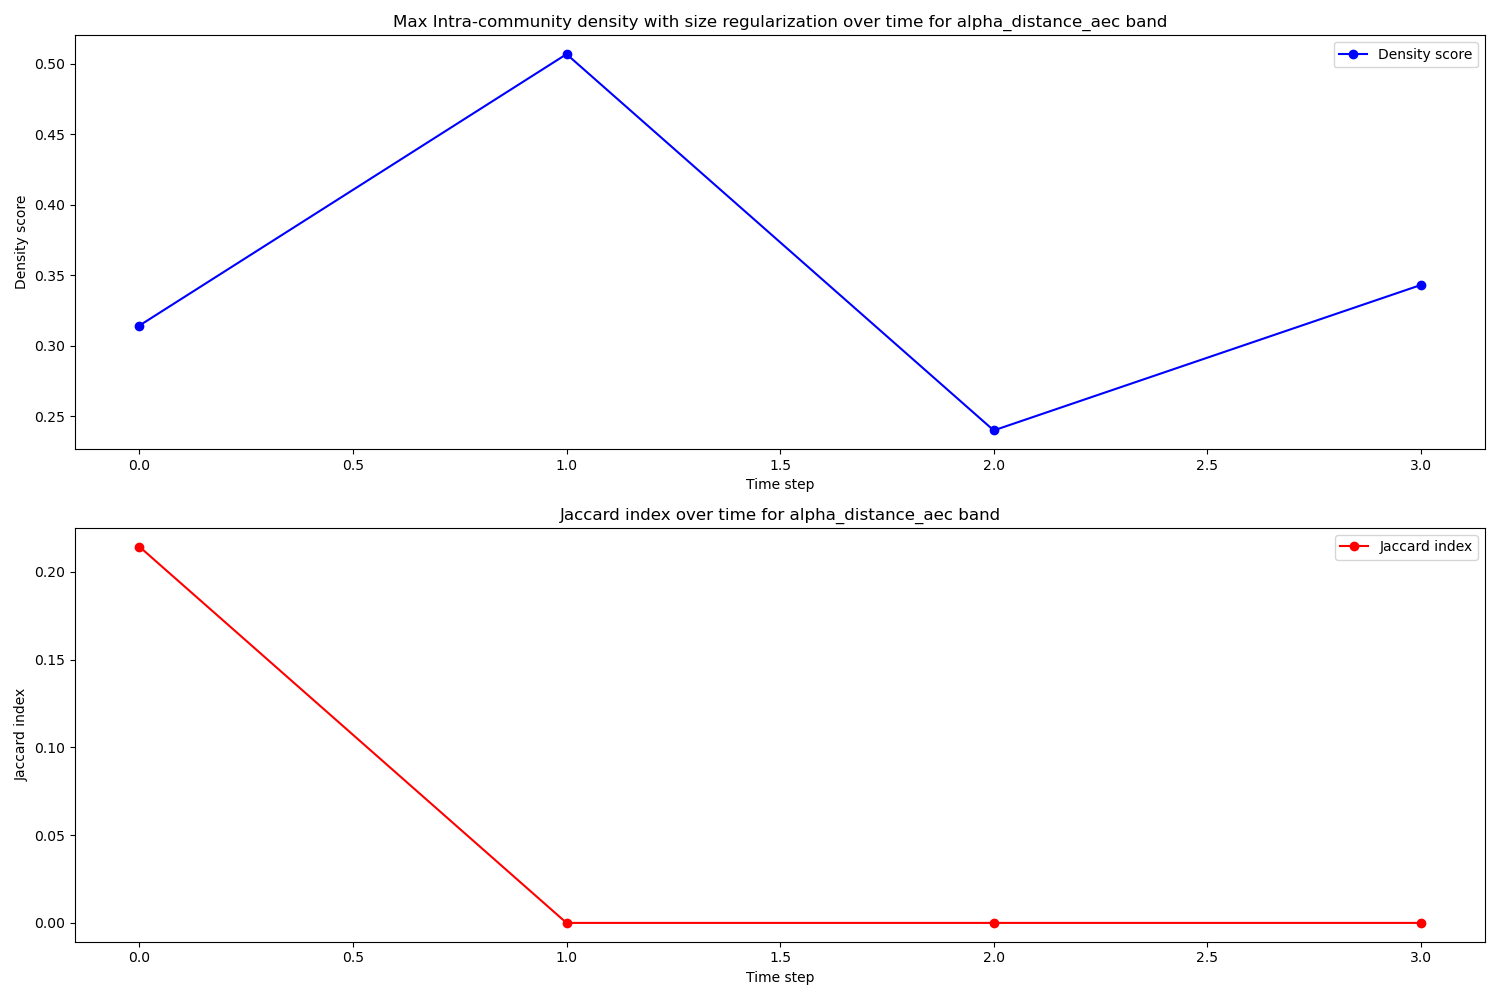 Max Intra-community density with size regularization over time for alpha_distance_aec band
Density score
0.50
0.45
0.40
0.35
0.30
0.25
Density score
0.0 0.5 1.0 1.5 2.0 2.5 3.0
Time step
Jaccard index over time for alpha_distance_aec band
Jaccard index
0.20
0.15
0.10
0.05
0.00
Jaccard index
0.0 0.5 1.0 1.5 2.0 2.5 3.0
Time step